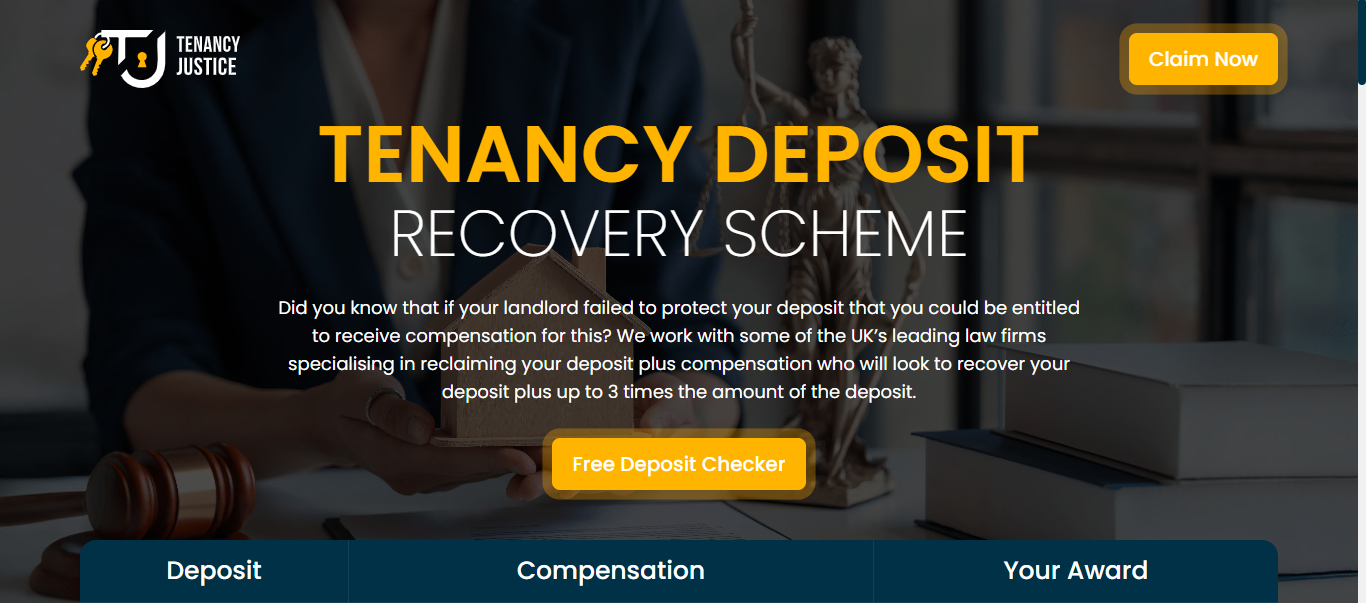 TENANCY
JUSTICE
Claim Now
TENANCY DEPOSIT
RECOVERY SCHEME
Did you know that if your landlord failed to protect your deposit that you could be entitled
to receive compensation for this? We work with some of the UK’s leading law firms
specialising in reclaiming your deposit plus compensation who will look to recover your
deposit plus up to 3 times the amount of the deposit.
Free Deposit Checker
Deposit Compensation Your Award